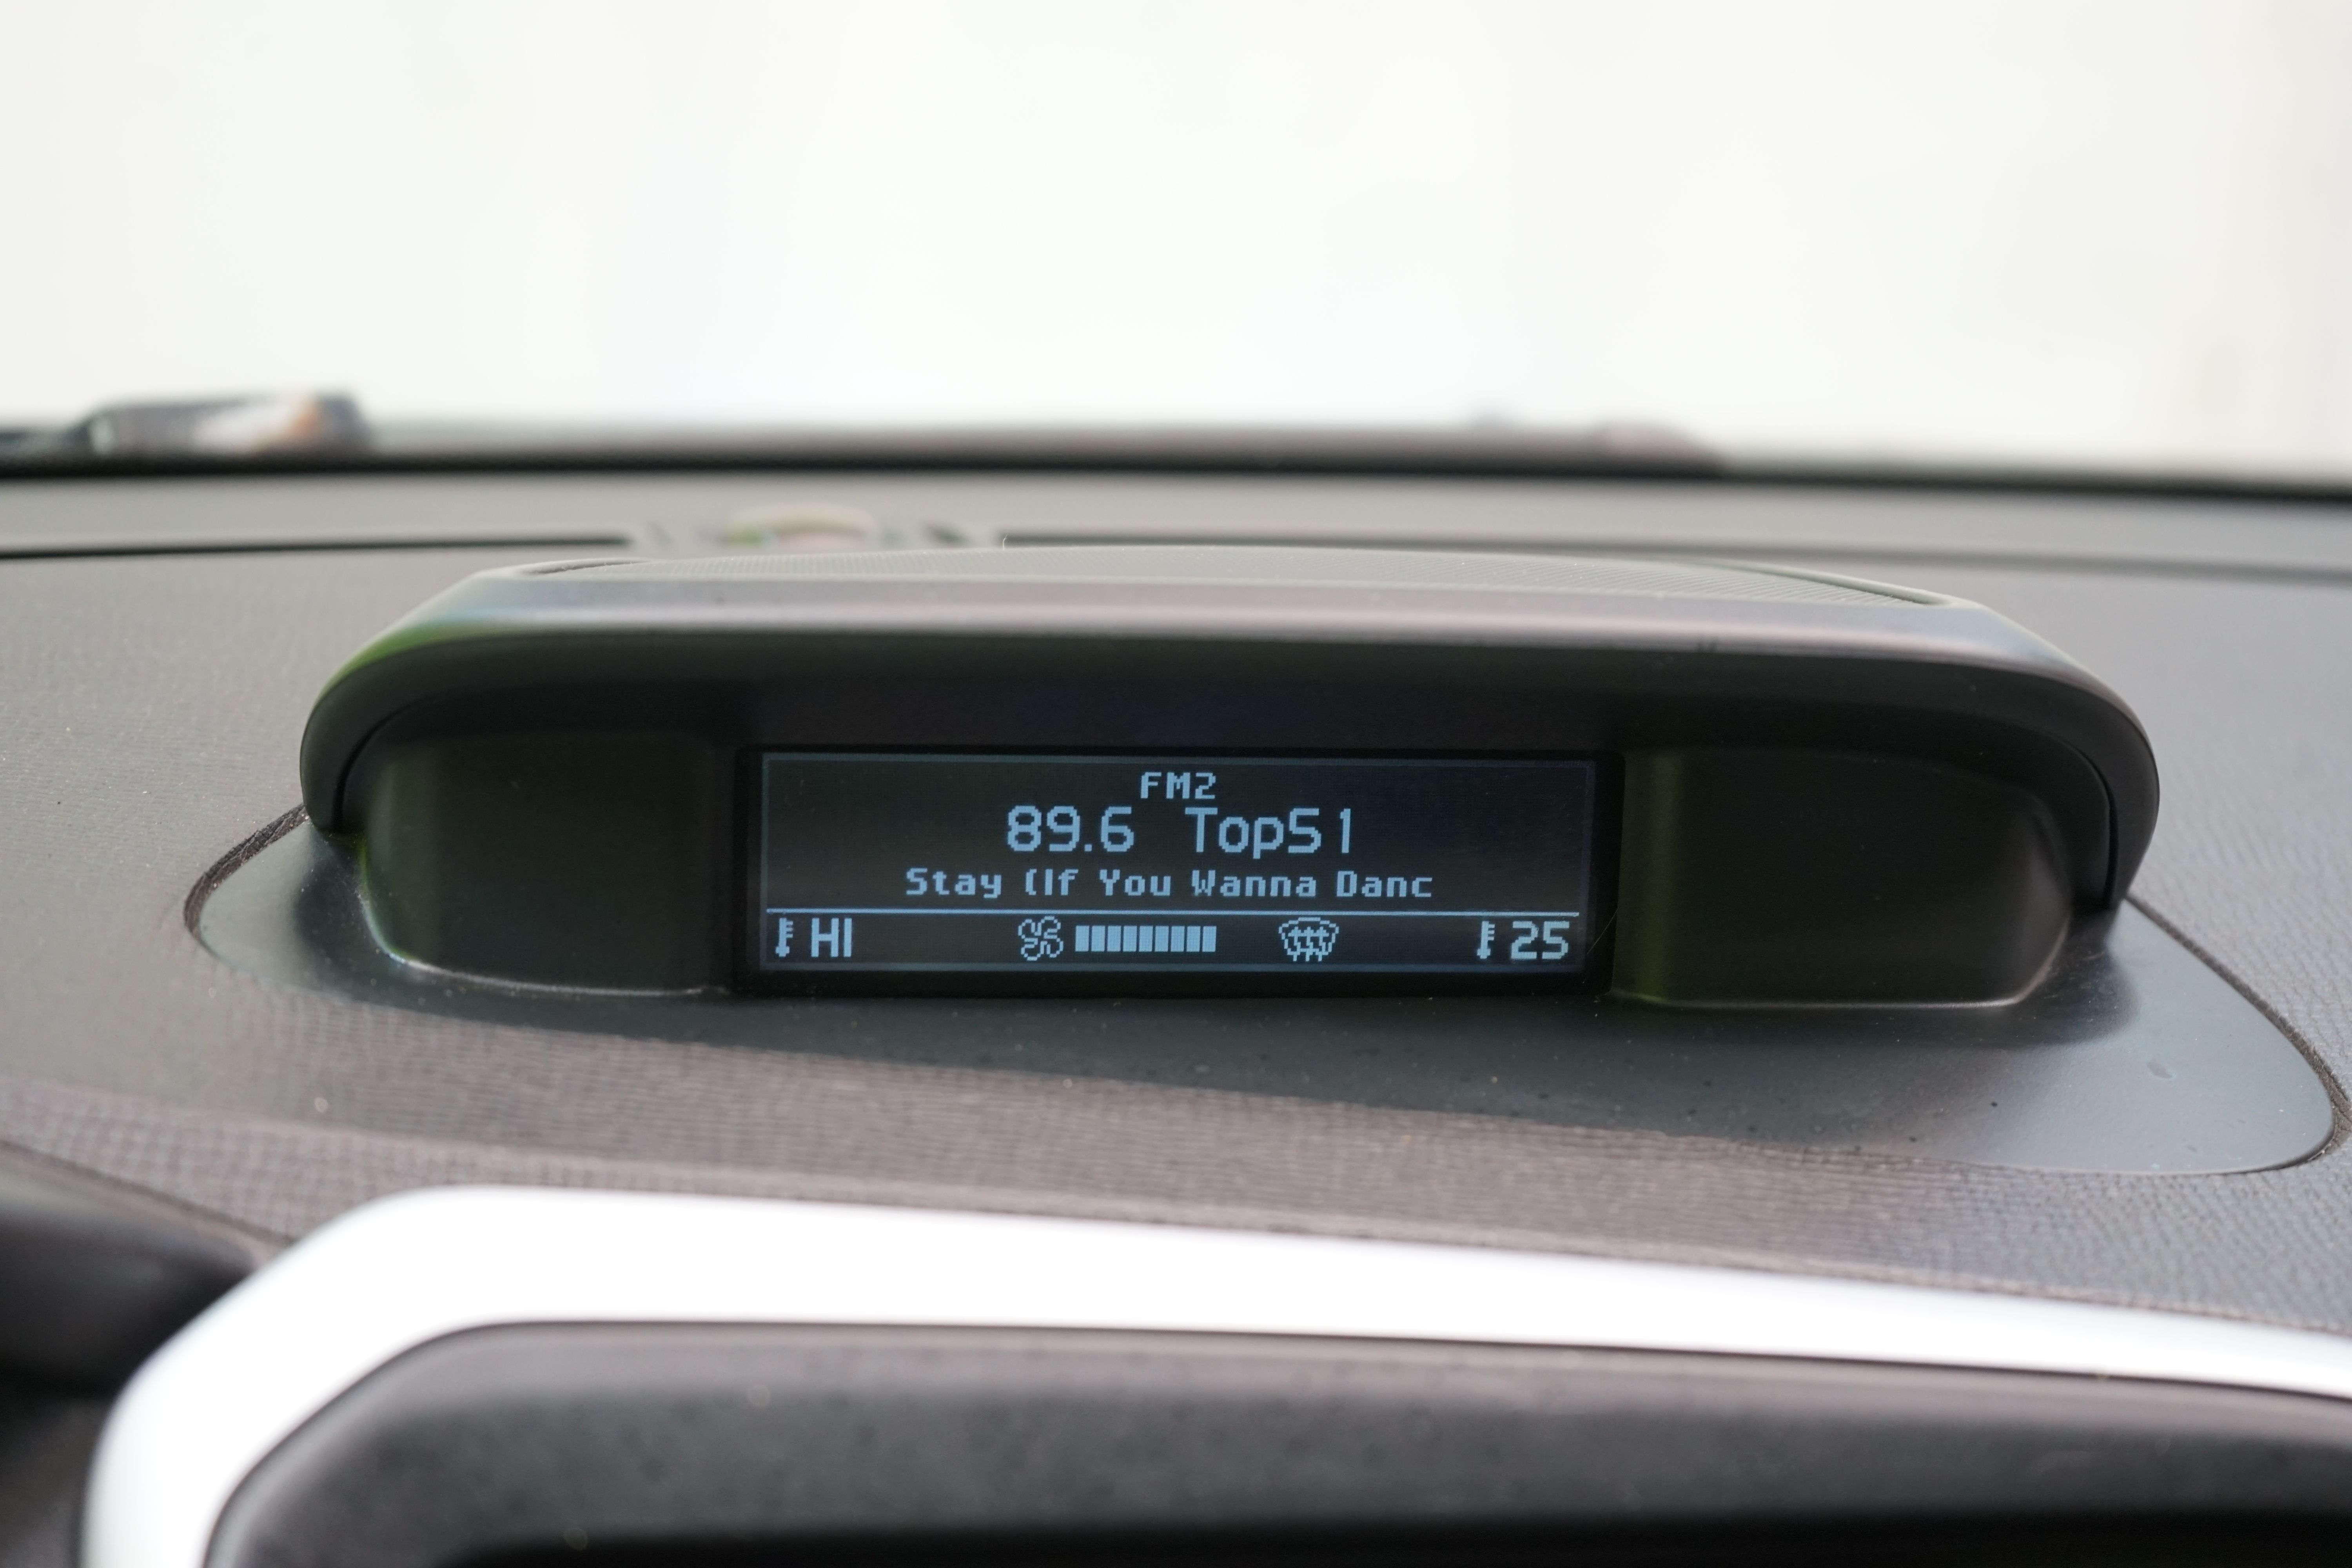 FM2
89.6 Top51
Stay (If You Wanna Danc
HI 25